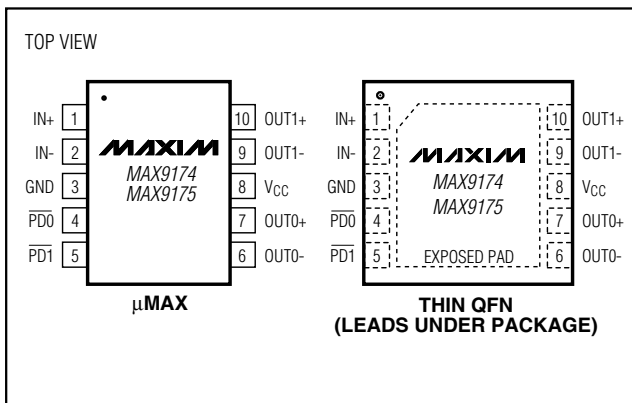 TOP VIEW
IN+ 1
IN- 2
GND 3
PD0 4
PD1 5
MAXIM
MAX9174
MAX9175
10 OUT1+
9 OUT1-
8 VCC
7 OUT0+
6 OUT0-
µMAX
IN+ 1
IN- 2
GND 3
PD0 4
PD1 5
MAXIM
MAX9174
MAX9175
EXPOSED PAD
10 OUT1+
9 OUT1-
8 VCC
7 OUT0+
6 OUT0-
THIN QFN
(LEADS UNDER PACKAGE)